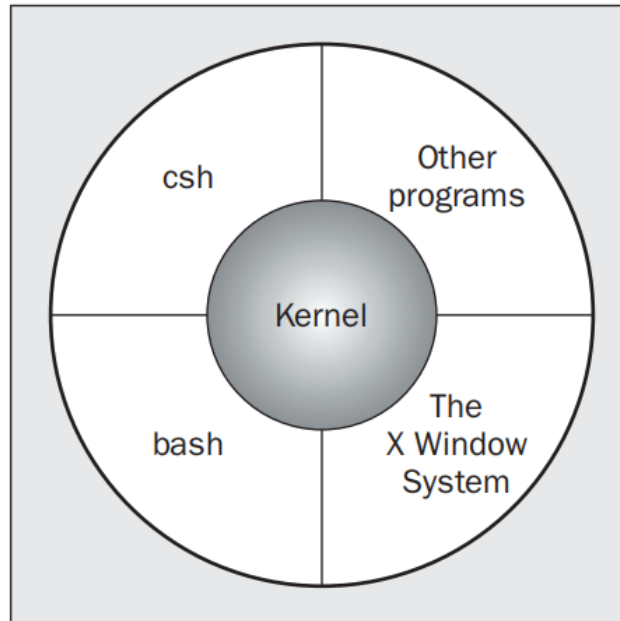 csh
Other
programs
Kernel
bash
The
X Window
System